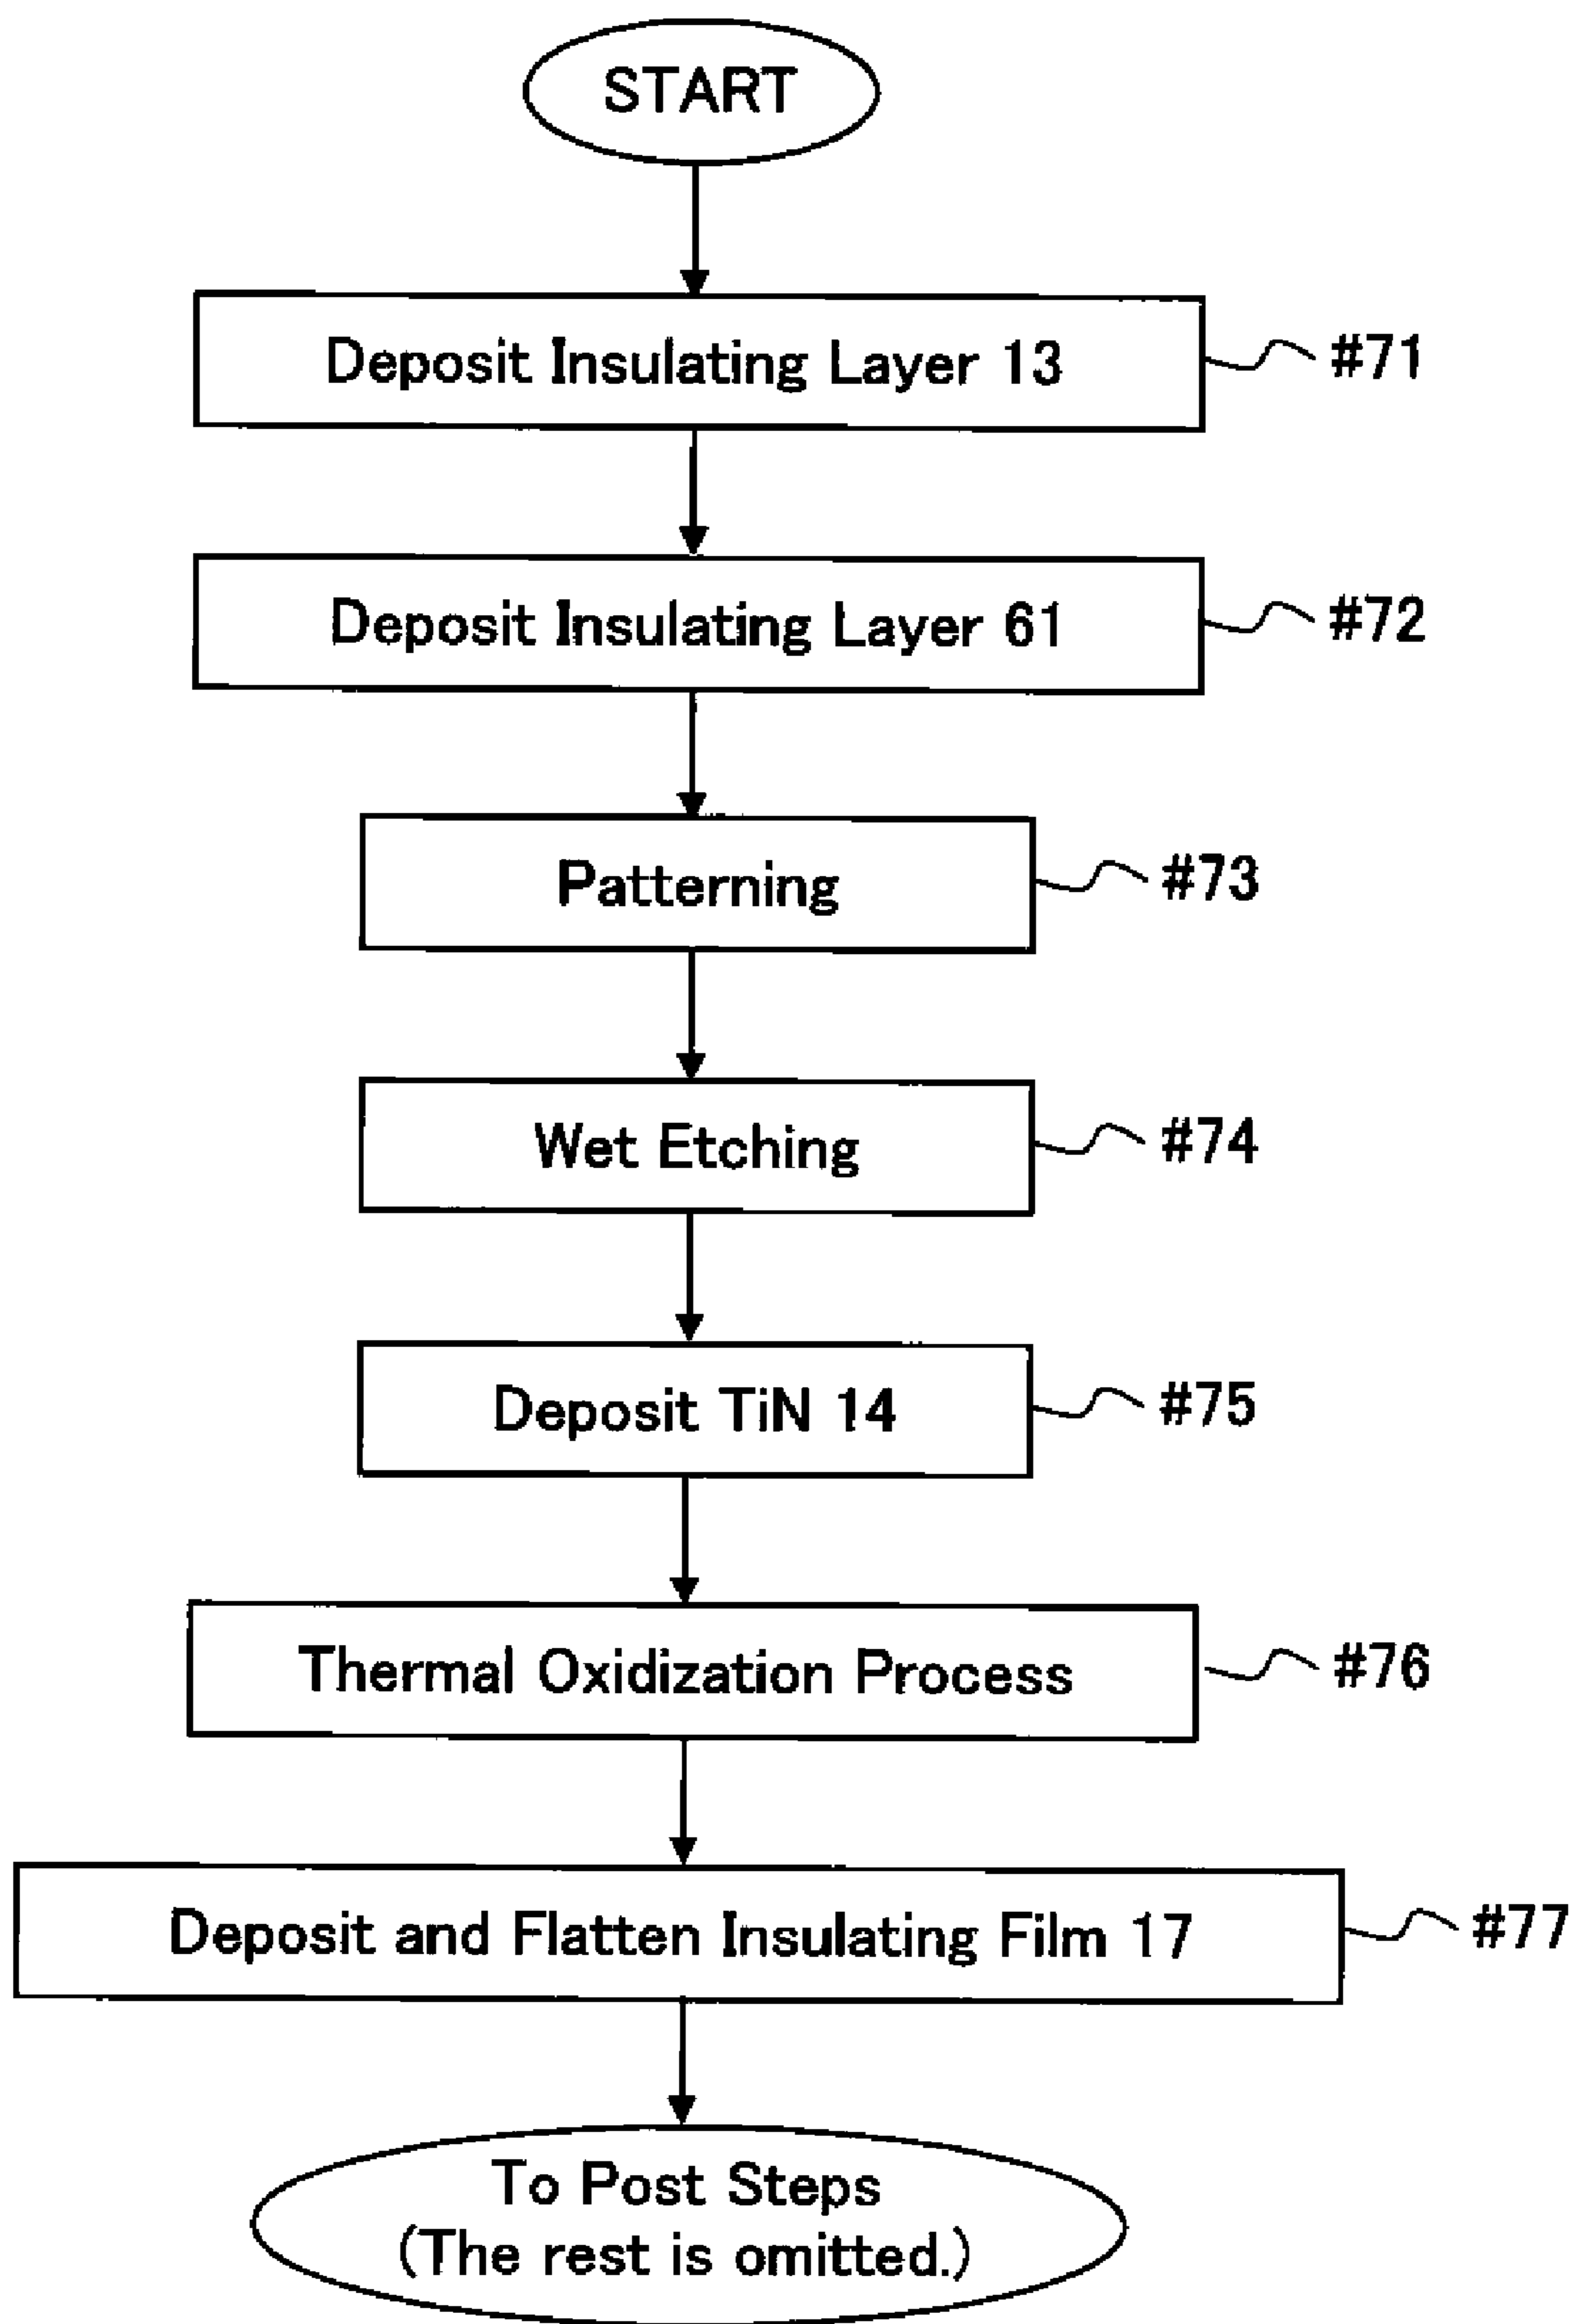 START
Deposit Insulating Layer 13 #71
Deposit Insulating Layer 61 #72
Patterning #73
Wet Etching #74
Deposit TiN 14 #75
Thermal Oxidization Process #76
Deposit and Flatten Insulating Film 17 #77
To Post Steps
(The rest is omitted.)